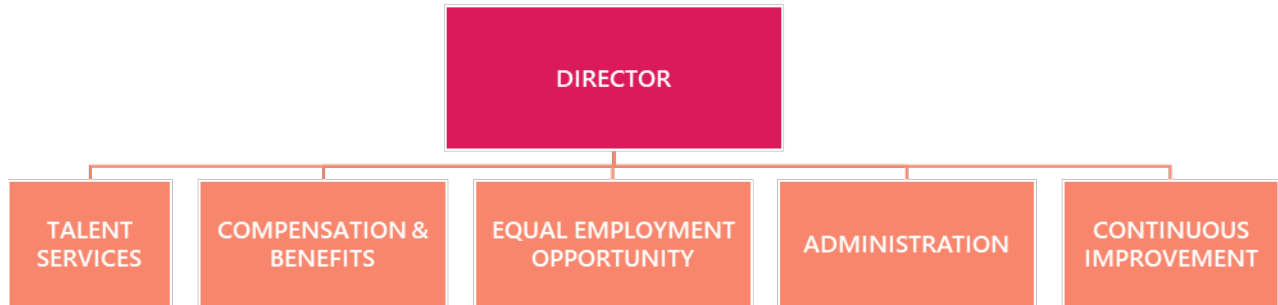 DIRECTOR
TALENT
SERVICES
COMPENSATION &
BENEFITS
EQUAL EMPLOYMENT
OPPORTUNITY
ADMINISTRATION
CONTINUOUS
IMPROVEMENT